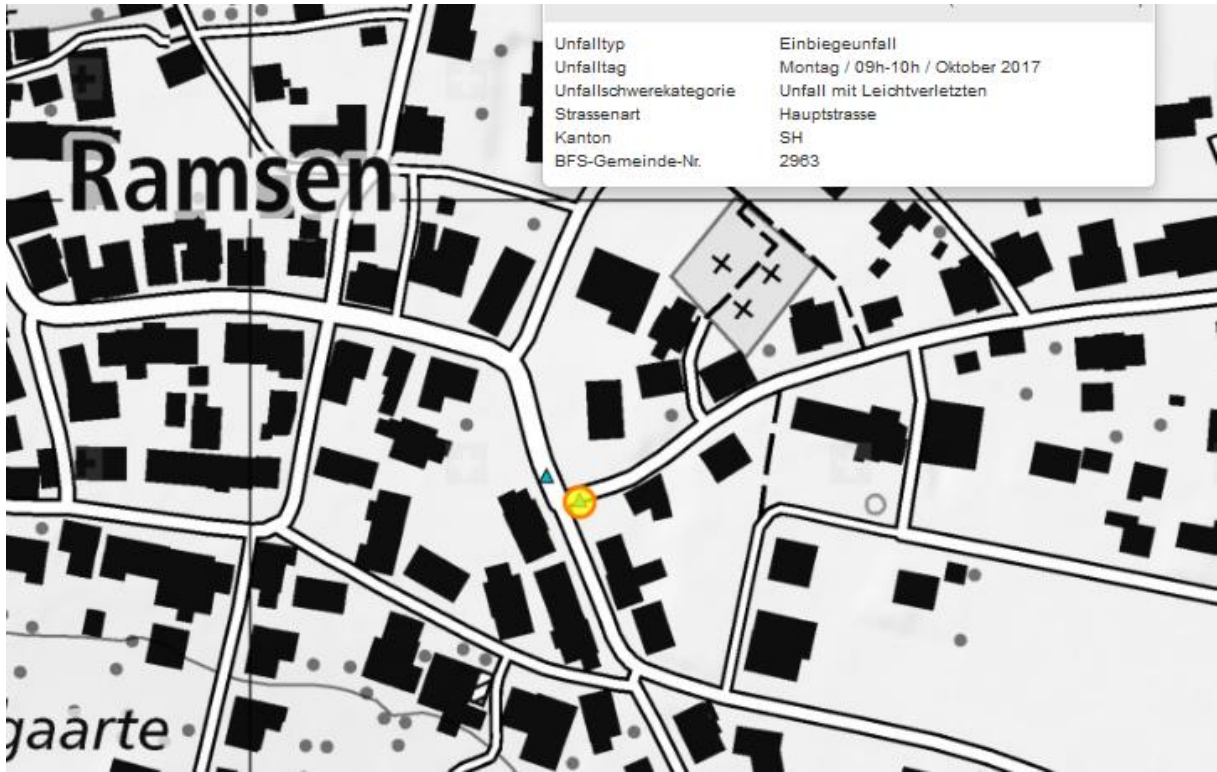 Unfalltyp Einbiegeunfall
Unfalltag Montag / 09h-10h / Oktober 2017
Unfallschwerekategorie Unfall mit Leichtverletzten
Strassenart Hauptstrasse
Kanton SH
BFS-Gemeinde-Nr. 2963
Ramsen
gaarte